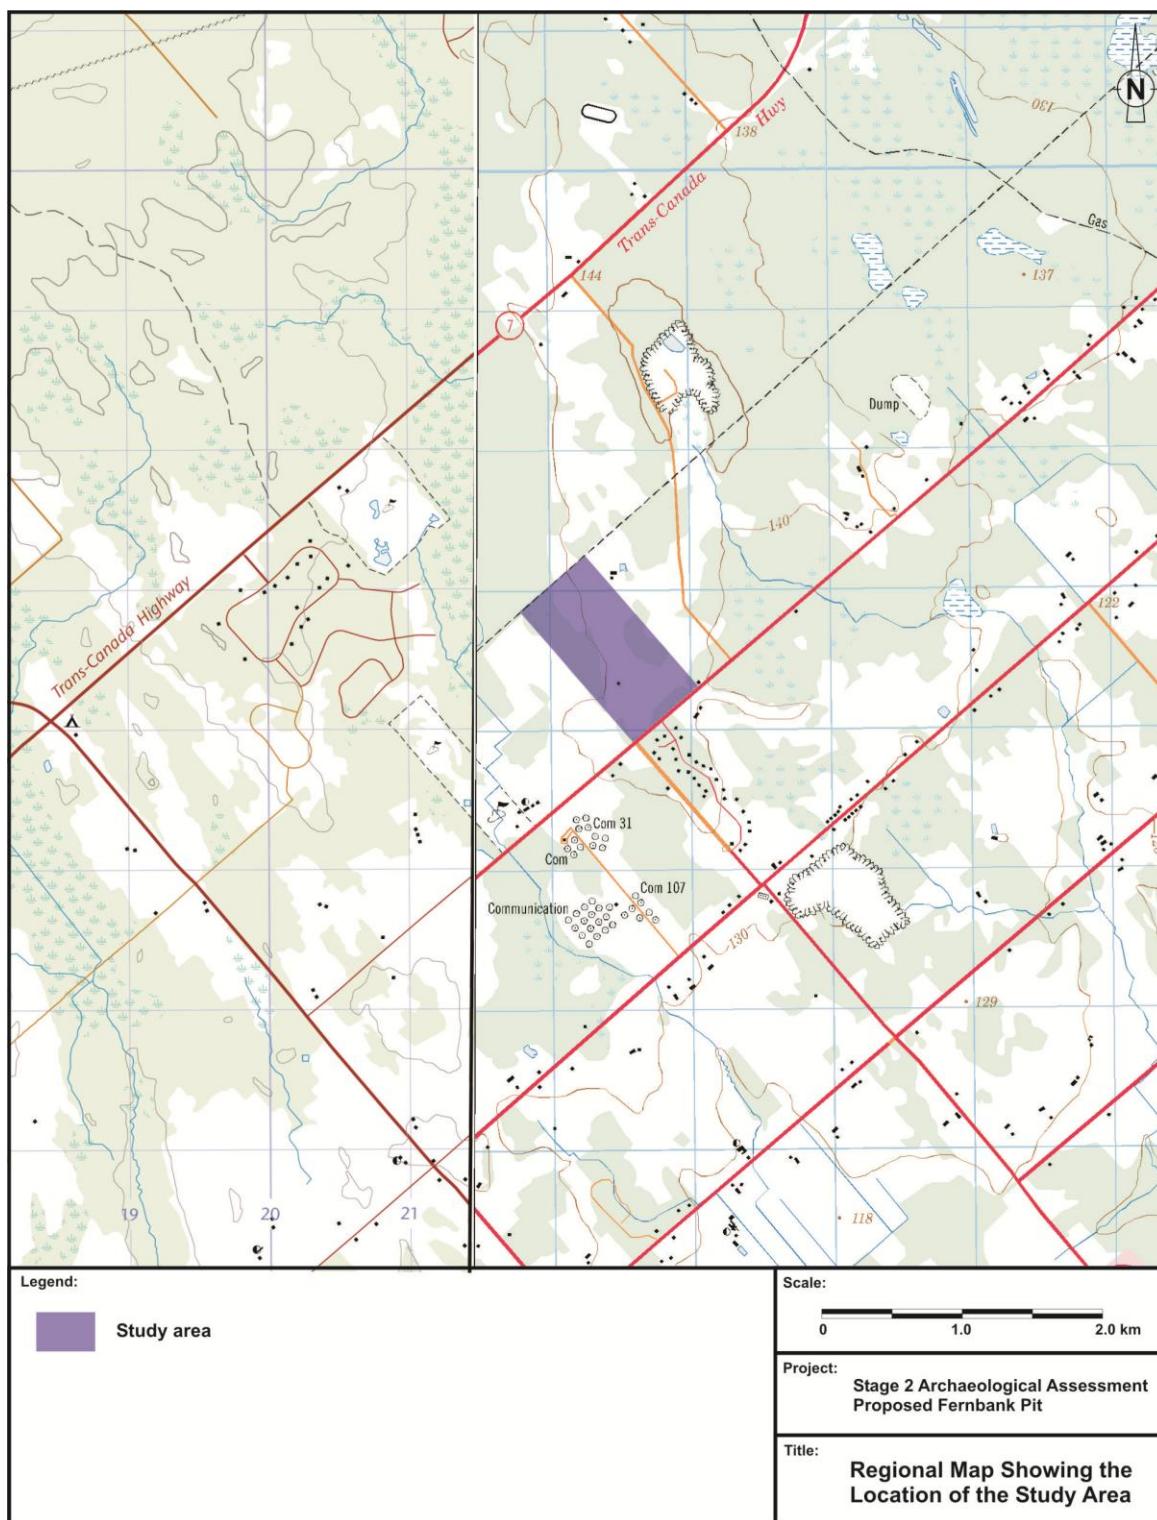 N
130
138
Hwy
Trans-Canada
Gas
144
137
7
Dump
140
Trans-Canada Highway
122
Com 31
Com
Com 107
Communication
130
129
118
19
20
21
Legend:
Study area
Scale:
0 1.0 2.0 km
Project:
Stage 2 Archaeological Assessment
Proposed Fernbank Pit
Title:
Regional Map Showing the
Location of the Study Area